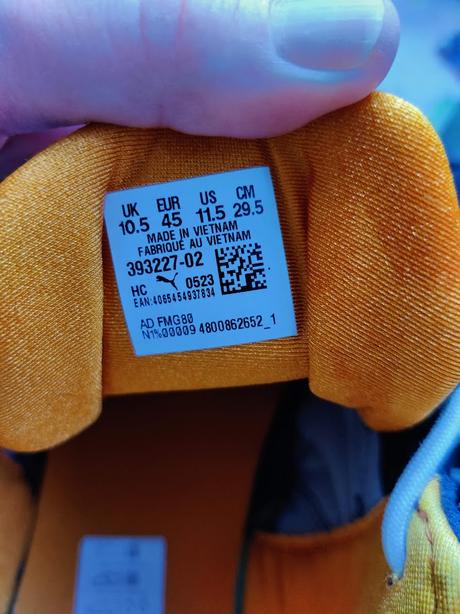 UK EUR US CM
10.5 45 11.5 29.5
MADE IN VIETNAM
FABRIQUÉ AU VIETNAM
393227-02
HC 0523
EAN:4065454937834
AD FMG80
N1%00009 4800862652_1